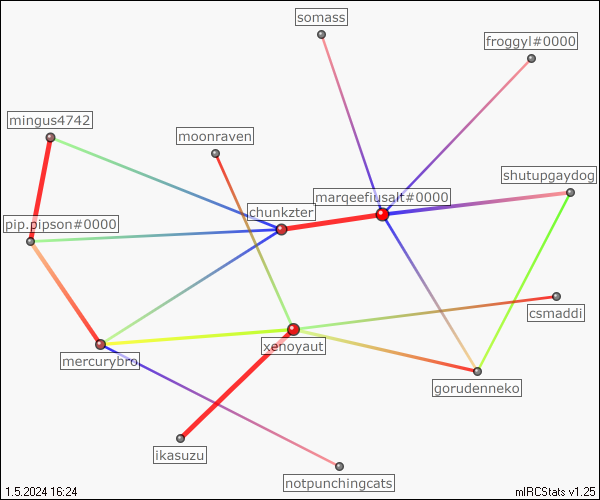 somass
froggyl#0000
mingus4742
moonraven
shutupgaydog
marqeefiusalt#0000
chunkzter
pip.pipson#0000
csmaddi
xenoyaut
mercurybro
gorudenneko
ikasuzu
notpunchingcats
1.5.2024 16:24
mIRCStats v1.25